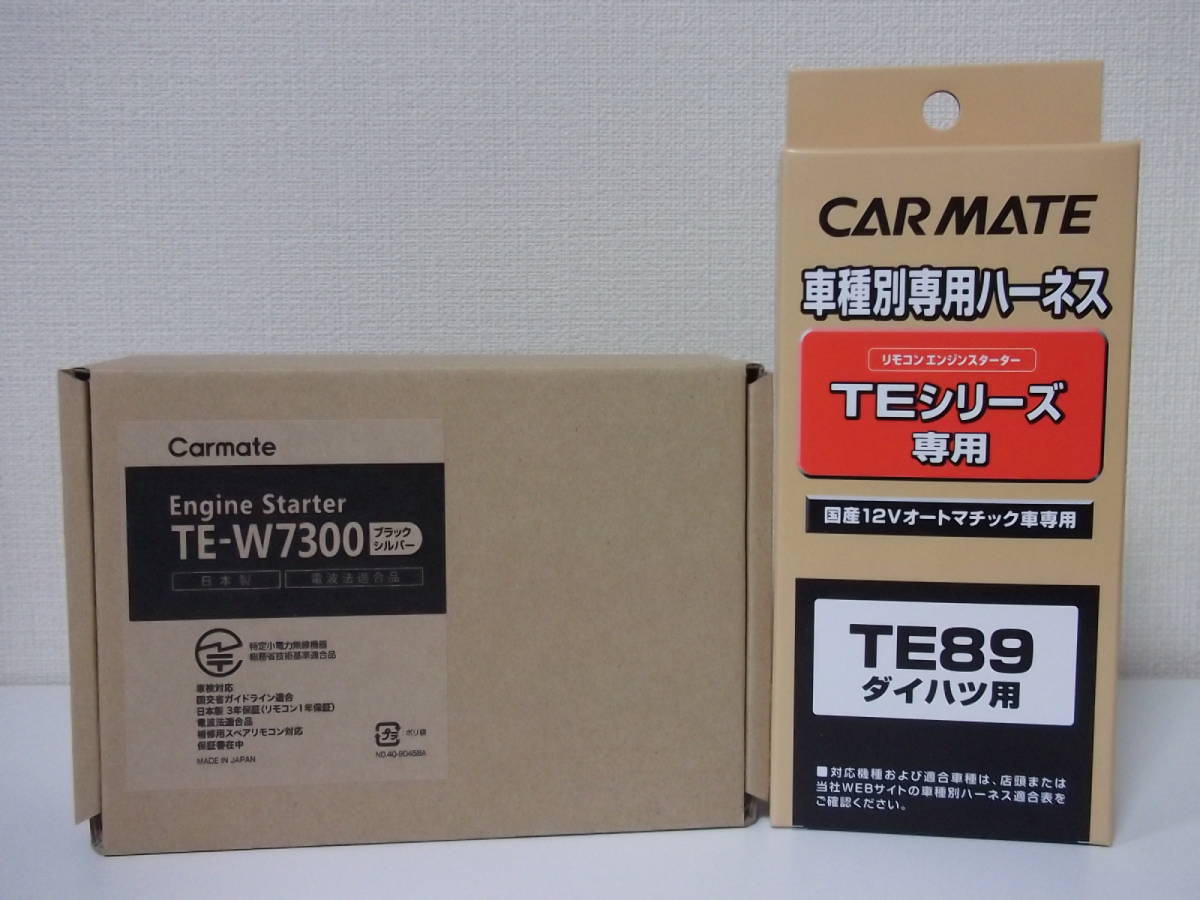 Carmate
Engine Starter
TE-W7300 ブラック シルバー
日本製 電波法適合品
特定小電力無線機器
総務省技術基準適合品
車検対応
国交省ガイドライン適合
日本製 3年保証(リモコン1年保証)
電波法適合品
補修用スペアリモコン対応
保証書在中
MADE IN JAPAN
プラ
ポリ袋
CARMATE
車種別専用ハーネス
リモコン エンジンスターター
TEシリーズ
専用
国産12Vオートマチック車専用
TE89
ダイハツ用
■対応機種および適合車種は、店頭または
当社WEBサイトの車種別ハーネス適合表を
ご確認ください。